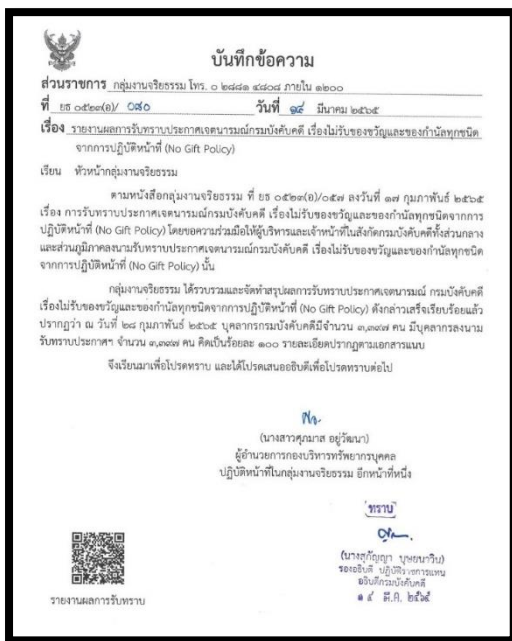 บันทึกข้อความ
ส่วนราชการ กลุ่มงานจริยธรรม โทร. ๐ ๒๘๘๑ ๔๘๐๘ ภายใน ๑๒๐๐
ที่ ยธ ๐๕๒๓(อ)/ ๐๘๐ วันที่ ๑๔ มีนาคม ๒๕๖๕
เรื่อง รายงานผลการรับทราบประกาศเจตนารมณ์กรมบังคับคดี เรื่องไม่รับของขวัญและของกำนัลทุกชนิด
จากการปฏิบัติหน้าที่ (No Gift Policy)
เรียน หัวหน้ากลุ่มงานจริยธรรม
ตามหนังสือกลุ่มงานจริยธรรม ที่ ยธ ๐๕๒๓(อ)/๐๕๗ ลงวันที่ ๑๗ กุมภาพันธ์ ๒๕๖๕
เรื่อง การรับทราบประกาศเจตนารมณ์กรมบังคับคดี เรื่องไม่รับของขวัญและของกำนัลทุกชนิดจากการ
ปฏิบัติหน้าที่ (No Gift Policy) โดยขอความร่วมมือให้ผู้บริหารและเจ้าหน้าที่ในสังกัดกรมบังคับคดีทั้งส่วนกลาง
และส่วนภูมิภาคลงนามรับทราบประกาศเจตนารมณ์กรมบังคับคดี เรื่องไม่รับของขวัญและของกำนัลทุกชนิด
จากการปฏิบัติหน้าที่ (No Gift Policy) นั้น
กลุ่มงานจริยธรรม ได้รวบรวมและจัดทำสรุปผลการรับทราบประกาศเจตนารมณ์ กรมบังคับคดี
เรื่องไม่รับของขวัญและของกำนัลทุกชนิดจากการปฏิบัติหน้าที่ (No Gift Policy) ดังกล่าวเสร็จเรียบร้อยแล้ว
ปรากฏว่า ณ วันที่ ๒๘ กุมภาพันธ์ ๒๕๖๕ บุคลากรกรมบังคับคดีมีจำนวน ๓,๓๙๗ คน มีบุคลากรลงนาม
รับทราบประกาศฯ จำนวน ๓,๓๙๗ คน คิดเป็นร้อยละ ๑๐๐ รายละเอียดปรากฏตามเอกสารแนบ
จึงเรียนมาเพื่อโปรดทราบ และได้โปรดเสนออธิบดีเพื่อโปรดทราบต่อไป
(นางสาวศุภมาส อยู่วัฒนา)
ผู้อำนวยการกองบริหารทรัพยากรบุคคล
ปฏิบัติหน้าที่ในกลุ่มงานจริยธรรม อีกหน้าที่หนึ่ง
ทราบ
(นางสุกัญญา บุษยนาวิน)
รองอธิบดี ปฏิบัติราชการแทน
อธิบดีกรมบังคับคดี
๑๔ มี.ค. ๒๕๖๕
รายงานผลการรับทราบ